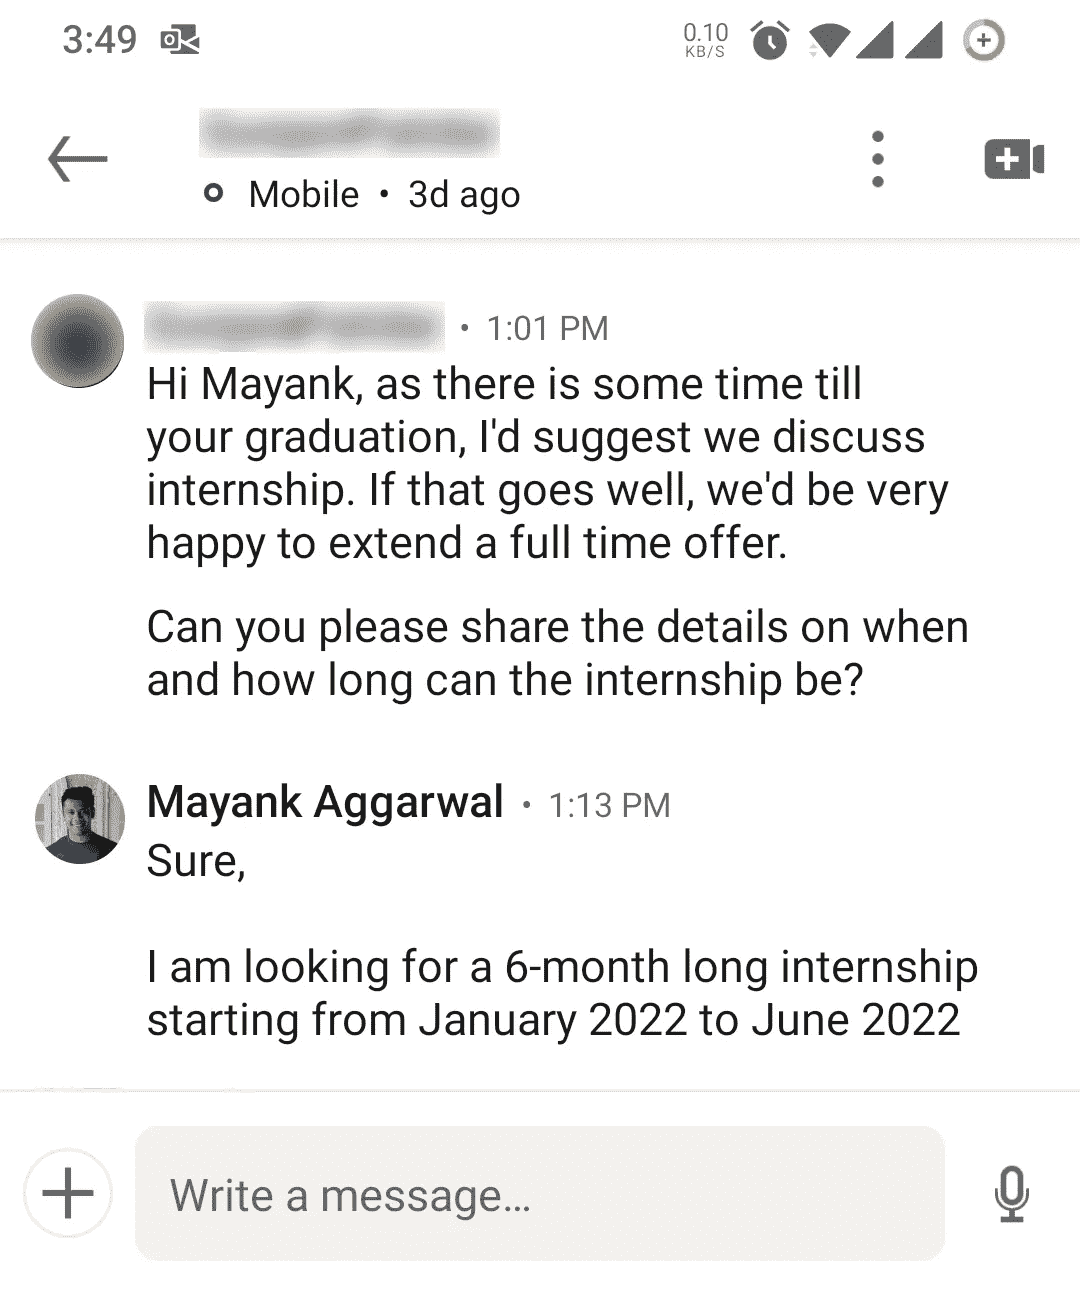 3:49
0.10
KB/S
Mobile • 3d ago
• 1:01 PM
Hi Mayank, as there is some time till
your graduation, I'd suggest we discuss
internship. If that goes well, we'd be very
happy to extend a full time offer.
Can you please share the details on when
and how long can the internship be?
Mayank Aggarwal • 1:13 PM
Sure,
I am looking for a 6-month long internship
starting from January 2022 to June 2022
Write a message...